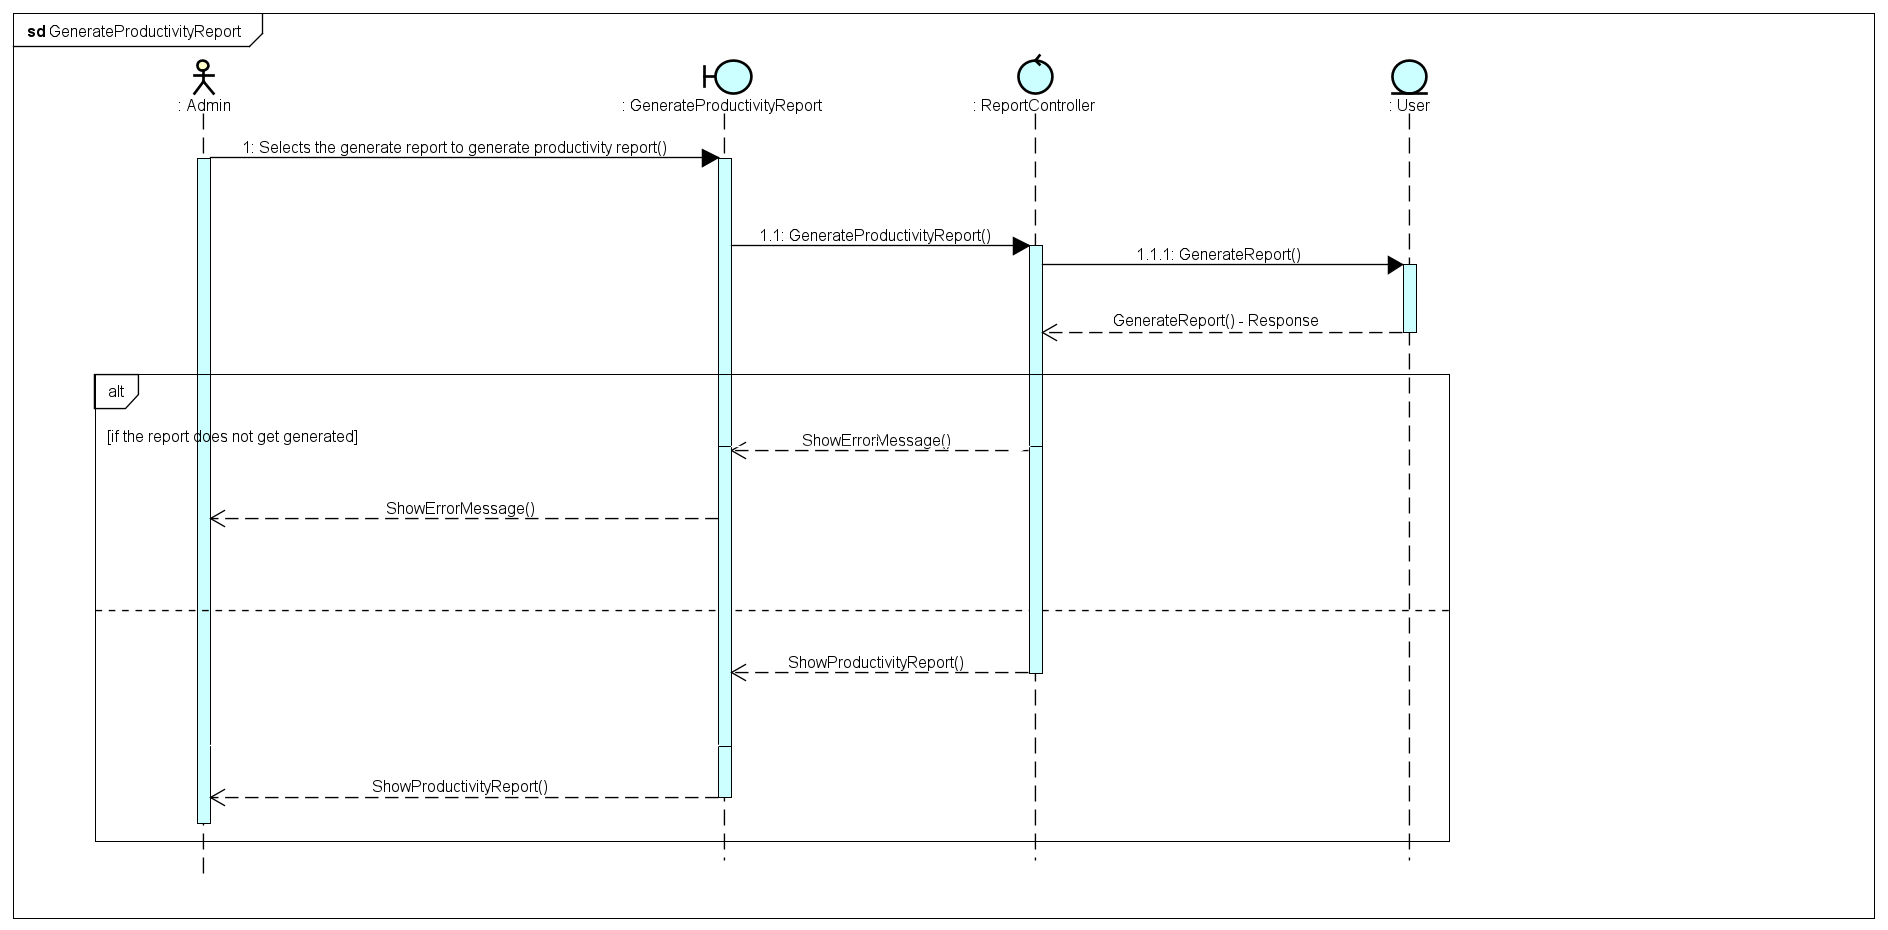 sd GenerateProductivityReport
: Admin
: GenerateProductivityReport
: ReportController
: User
1: Selects the generate report to generate productivity report()
1.1: GenerateProductivityReport()
1.1.1: GenerateReport()
GenerateReport() - Response
alt
[if the report does not get generated]
ShowErrorMessage()
ShowErrorMessage()
ShowProductivityReport()
ShowProductivityReport()